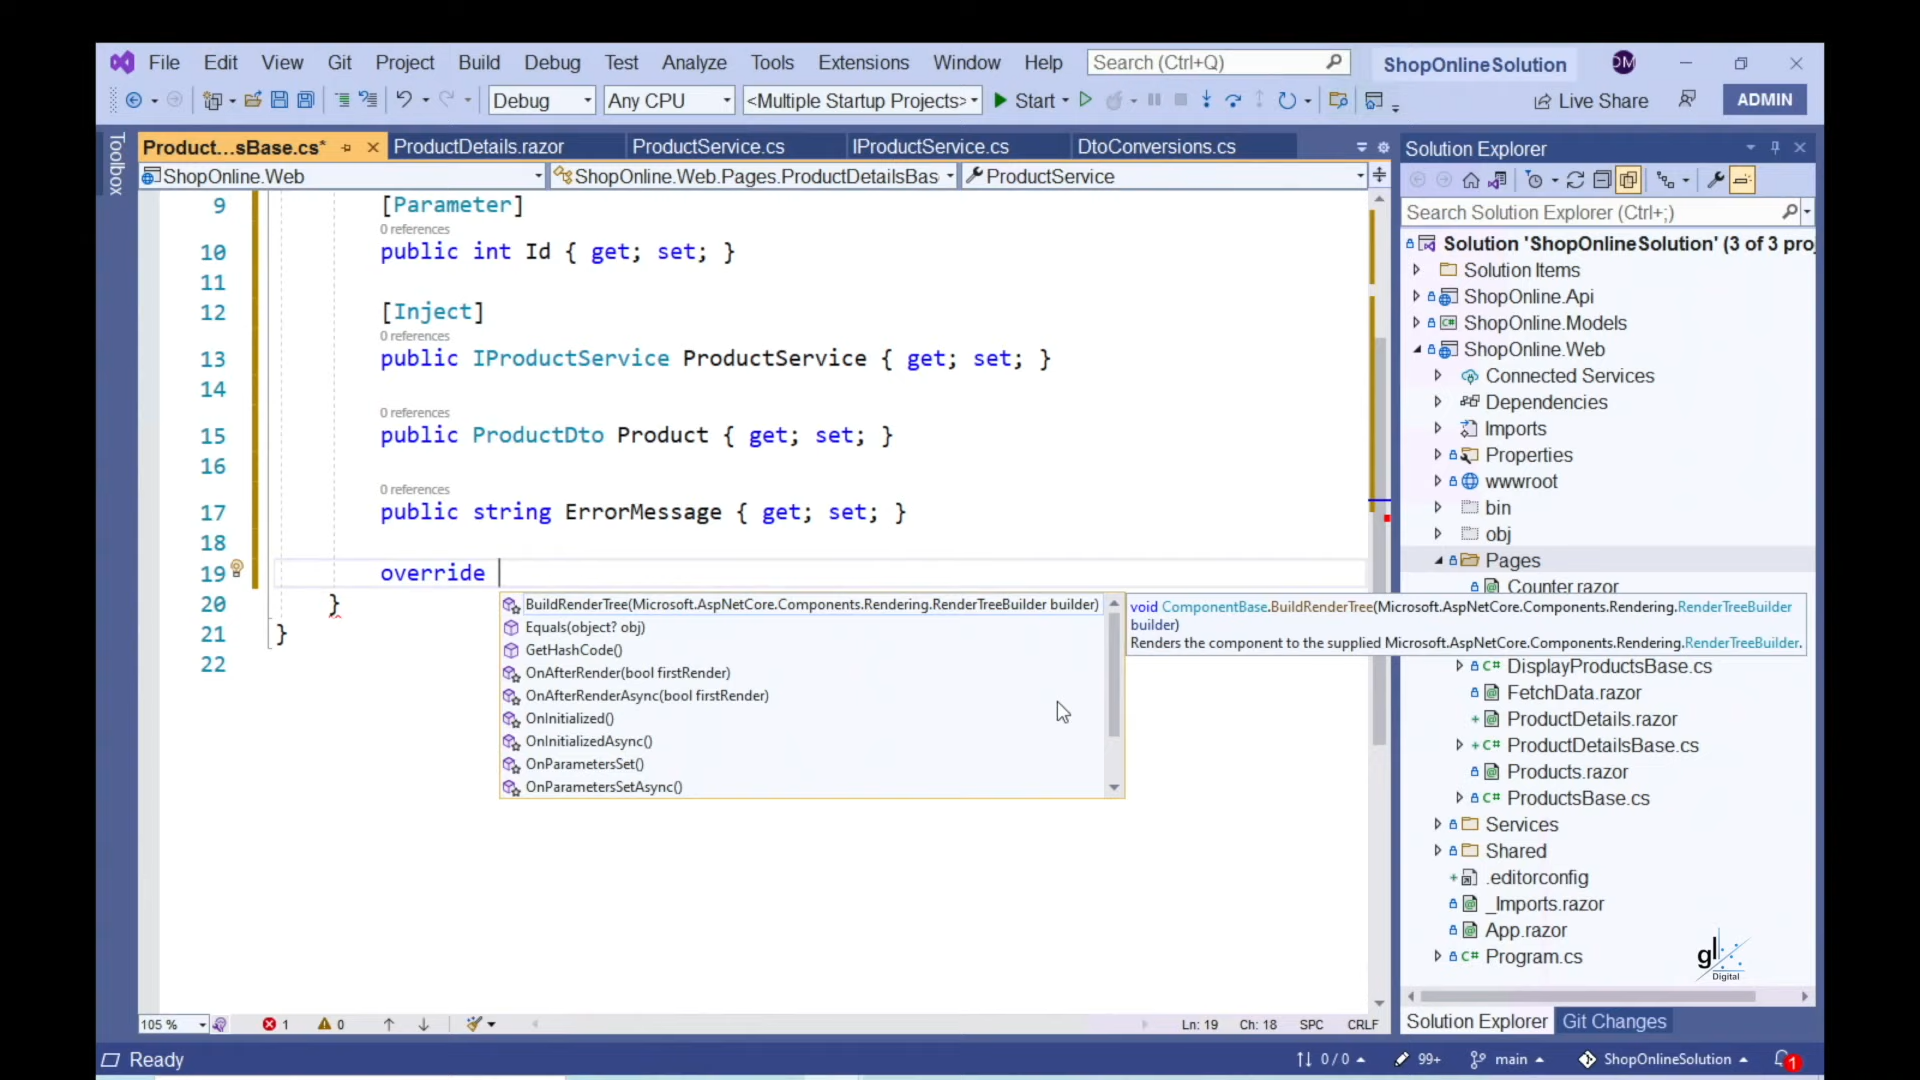 File Edit View Git Project Build Debug Test Analyze Tools Extensions Window Help Search (Ctrl+Q) ShopOnlineSolution DM
Debug Any CPU <Multiple Startup Projects> Start Live Share ADMIN
Toolbox
Product...sBase.cs* ProductDetails.razor ProductService.cs IProductService.cs DtoConversions.cs
ShopOnline.Web ShopOnline.Web.Pages.ProductDetailsBas ProductService
9 [Parameter]
0 references
10 public int Id { get; set; }
11
12 [Inject]
0 references
13 public IProductService ProductService { get; set; }
14
0 references
15 public ProductDto Product { get; set; }
16
0 references
17 public string ErrorMessage { get; set; }
18
19 override
20 }
21 }
22
BuildRenderTree(Microsoft.AspNetCore.Components.Rendering.RenderTreeBuilder builder)
Equals(object? obj)
GetHashCode()
OnAfterRender(bool firstRender)
OnAfterRenderAsync(bool firstRender)
OnInitialized()
OnInitializedAsync()
OnParametersSet()
OnParametersSetAsync()
void ComponentBase.BuildRenderTree(Microsoft.AspNetCore.Components.Rendering.RenderTreeBuilder
builder)
Renders the component to the supplied Microsoft.AspNetCore.Components.Rendering.RenderTreeBuilder.
Solution Explorer
Search Solution Explorer (Ctrl+;)
Solution 'ShopOnlineSolution' (3 of 3 proj
Solution Items
ShopOnline.Api
ShopOnline.Models
ShopOnline.Web
Connected Services
Dependencies
Imports
Properties
wwwroot
bin
obj
Pages
Counter.razor
DisplayProductsBase.cs
FetchData.razor
ProductDetails.razor
ProductDetailsBase.cs
Products.razor
ProductsBase.cs
Services
Shared
.editorconfig
_Imports.razor
App.razor
Program.cs
gl
Digital
105 % 1 0 Ln: 19 Ch: 18 SPC CRLF
Solution Explorer Git Changes
Ready 0 / 0 99+ main ShopOnlineSolution 1